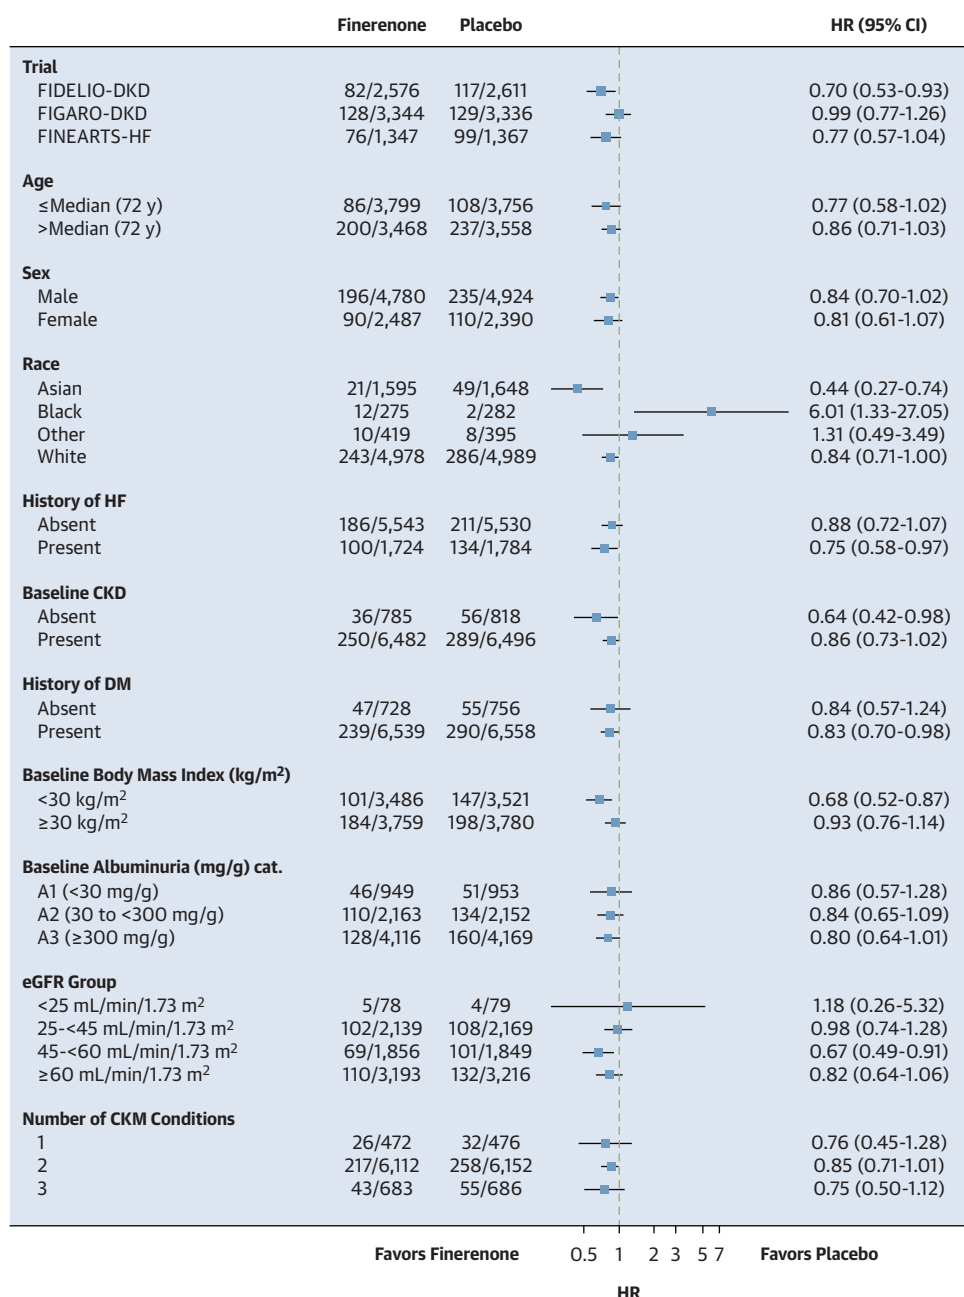 Finerenone Placebo HR (95% CI)
Trial
FIDELIO-DKD 82/2,576 117/2,611 0.70 (0.53-0.93)
FIGARO-DKD 128/3,344 129/3,336 0.99 (0.77-1.26)
FINEARTS-HF 76/1,347 99/1,367 0.77 (0.57-1.04)
Age
≤Median (72 y) 86/3,799 108/3,756 0.77 (0.58-1.02)
>Median (72 y) 200/3,468 237/3,558 0.86 (0.71-1.03)
Sex
Male 196/4,780 235/4,924 0.84 (0.70-1.02)
Female 90/2,487 110/2,390 0.81 (0.61-1.07)
Race
Asian 21/1,595 49/1,648 0.44 (0.27-0.74)
Black 12/275 2/282 6.01 (1.33-27.05)
Other 10/419 8/395 1.31 (0.49-3.49)
White 243/4,978 286/4,989 0.84 (0.71-1.00)
History of HF
Absent 186/5,543 211/5,530 0.88 (0.72-1.07)
Present 100/1,724 134/1,784 0.75 (0.58-0.97)
Baseline CKD
Absent 36/785 56/818 0.64 (0.42-0.98)
Present 250/6,482 289/6,496 0.86 (0.73-1.02)
History of DM
Absent 47/728 55/756 0.84 (0.57-1.24)
Present 239/6,539 290/6,558 0.83 (0.70-0.98)
Baseline Body Mass Index (kg/m²)
<30 kg/m² 101/3,486 147/3,521 0.68 (0.52-0.87)
≥30 kg/m² 184/3,759 198/3,780 0.93 (0.76-1.14)
Baseline Albuminuria (mg/g) cat.
A1 (<30 mg/g) 46/949 51/953 0.86 (0.57-1.28)
A2 (30 to <300 mg/g) 110/2,163 134/2,152 0.84 (0.65-1.09)
A3 (≥300 mg/g) 128/4,116 160/4,169 0.80 (0.64-1.01)
eGFR Group
<25 mL/min/1.73 m² 5/78 4/79 1.18 (0.26-5.32)
25-<45 mL/min/1.73 m² 102/2,139 108/2,169 0.98 (0.74-1.28)
45-<60 mL/min/1.73 m² 69/1,856 101/1,849 0.67 (0.49-0.91)
≥60 mL/min/1.73 m² 110/3,193 132/3,216 0.82 (0.64-1.06)
Number of CKM Conditions
1 26/472 32/476 0.76 (0.45-1.28)
2 217/6,112 258/6,152 0.85 (0.71-1.01)
3 43/683 55/686 0.75 (0.50-1.12)
Favors Finerenone 0.5 1 2 3 5 7 Favors Placebo
HR